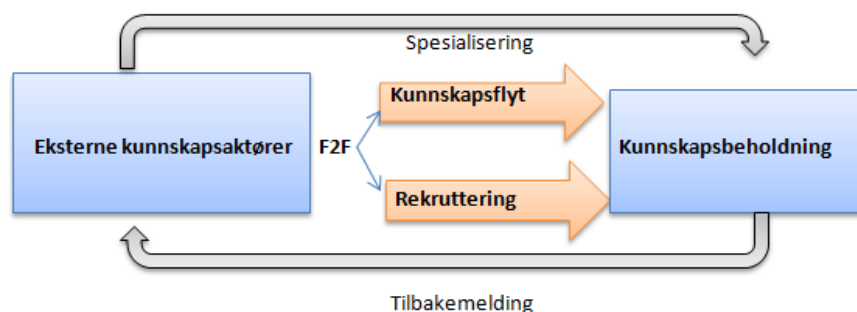 Spesialisering
Eksterne kunnskapsaktører
F2F
Kunnskapsflyt
Rekruttering
Kunnskapsbeholdning
Tilbakemelding